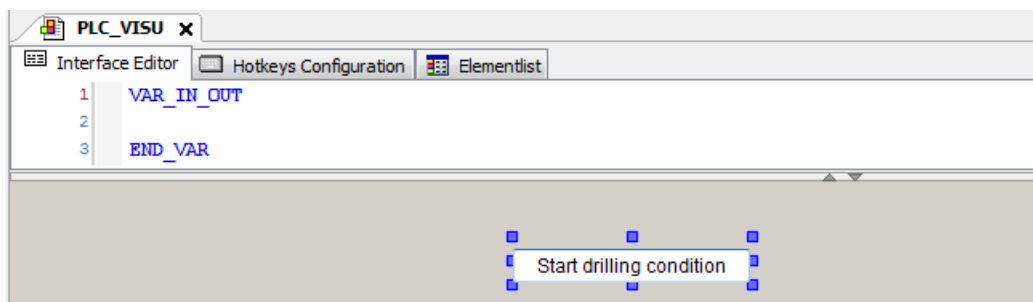 PLC_VISU X
Interface Editor Hotkeys Configuration Elementlist
1 VAR_IN_OUT
2
3 END_VAR
Start drilling condition